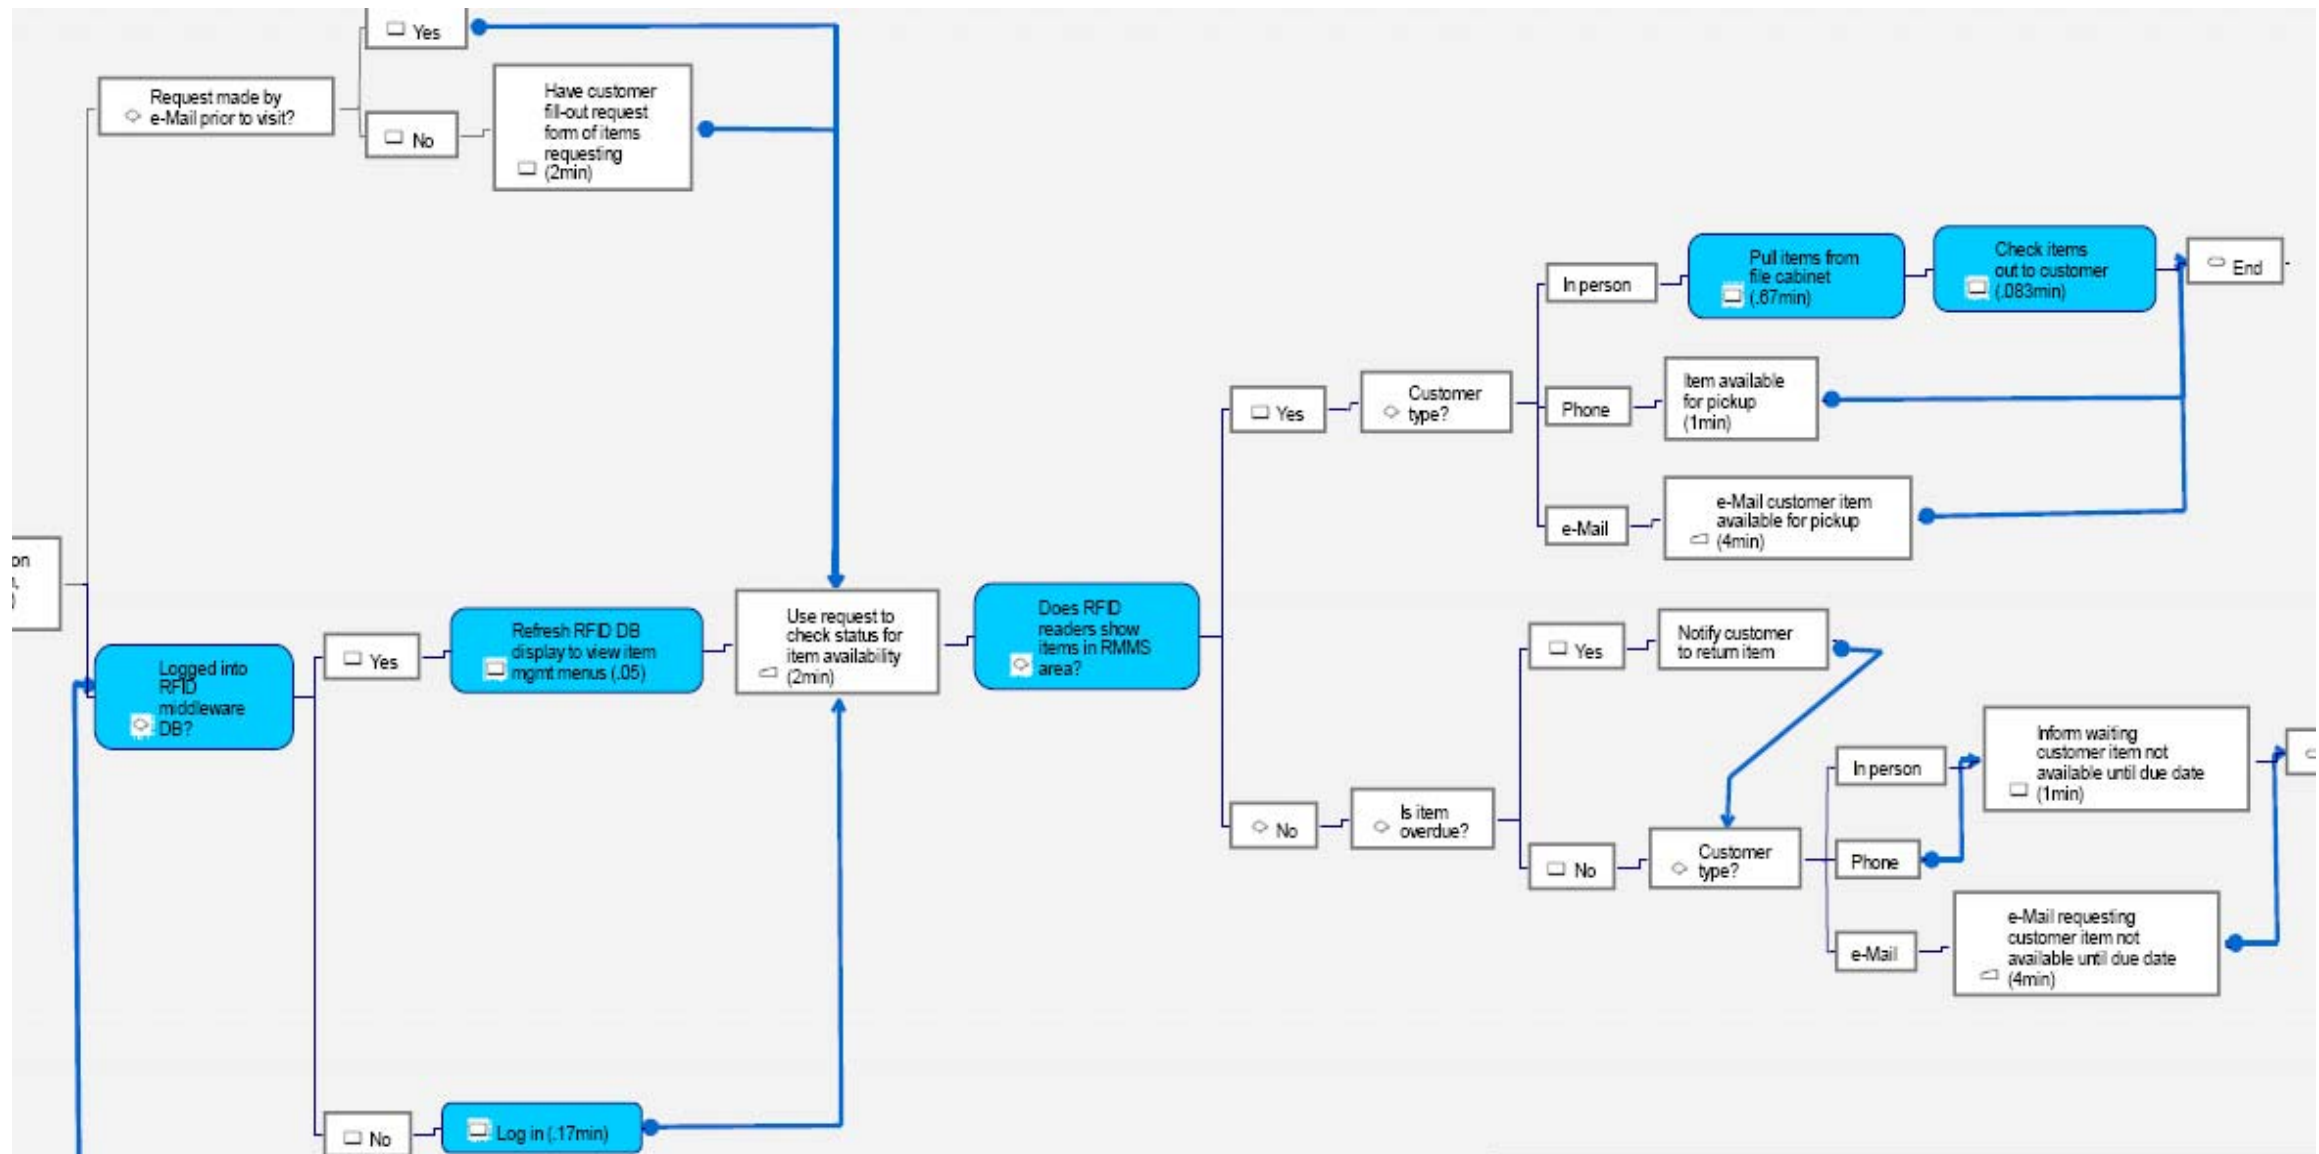 Yes
Request made by
e-Mail prior to visit?
No
Have customer
fill-out request
form of items
requesting
(2min)
on
)
Logged into
RFID
middleware
DB?
Yes
Refresh RFID DB
display to view item
mgmt menus (.05)
No
Log in (.17min)
Use request to
check status for
item availability
(2min)
Does RFID
readers show
items in RMMS
area?
Yes
Customer
type?
In person
Pull items from
file cabinet
(.67min)
Check items
out to customer
(.083min)
End
Phone
Item available
for pickup
(1min)
e-Mail
e-Mail customer item
available for pickup
(4min)
No
Is item
overdue?
Yes
Notify customer
to return item
No
Customer
type?
In person
Inform waiting
customer item not
available until due date
(1min)
Phone
e-Mail
e-Mail requesting
customer item not
available until due date
(4min)